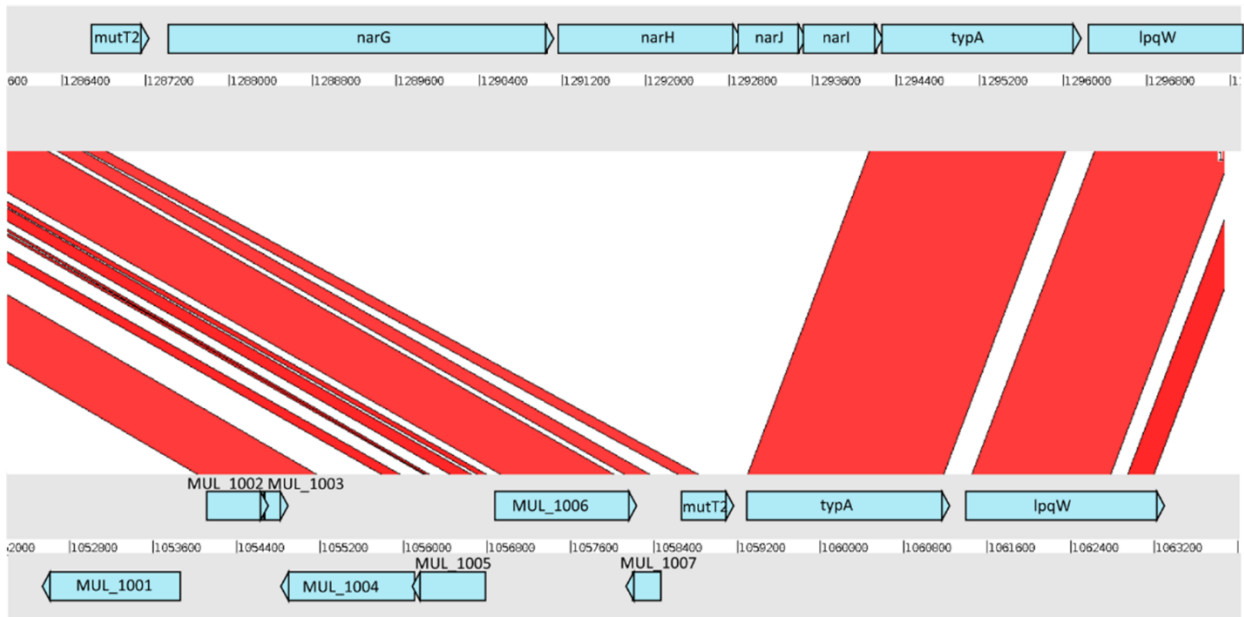 mutT2 narG narH narJ narI typA lpqW
600 |1286400 |1287200 |1288000 |1288800 |1289600 |1290400 |1291200 |1292000 |1292800 |1293600 |1294400 |1295200 |1296000 |1296800
MUL_1002 MUL_1003
MUL_1006 mutT2 typA lpqW
2000 |1052800 |1053600 |1054400 |1055200 |1056000 |1056800 |1057600 |1058400 |1059200 |1060000 |1060800 |1061600 |1062400 |1063200
MUL_1005 MUL_1007
MUL_1001 MUL_1004